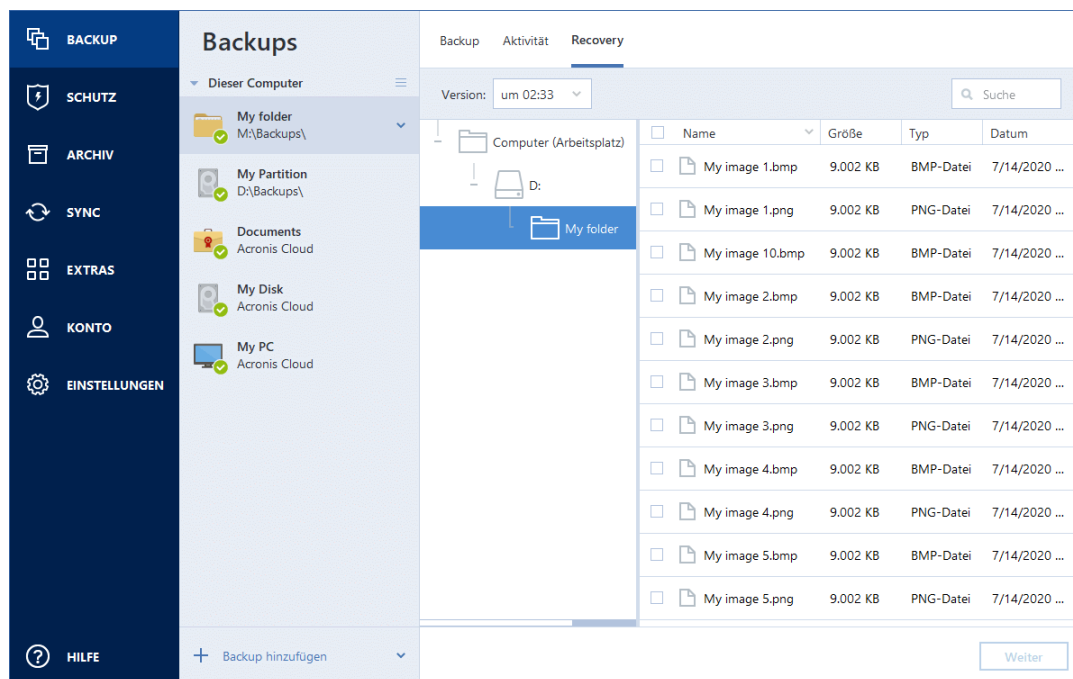 BACKUP
SCHUTZ
ARCHIV
SYNC
EXTRAS
KONTO
EINSTELLUNGEN
HILFE
Backups
Dieser Computer
My folder
M:\Backups\
My Partition
D:\Backups\
Documents
Acronis Cloud
My Disk
Acronis Cloud
My PC
Acronis Cloud
Backup hinzufügen
Backup Aktivität Recovery
Version: um 02:33 Suche
Computer (Arbeitsplatz)
D:
My folder
Name Größe Typ Datum
My image 1.bmp 9.002 KB BMP-Datei 7/14/2020 ...
My image 1.png 9.002 KB PNG-Datei 7/14/2020 ...
My image 10.bmp 9.002 KB BMP-Datei 7/14/2020 ...
My image 2.bmp 9.002 KB BMP-Datei 7/14/2020 ...
My image 2.png 9.002 KB PNG-Datei 7/14/2020 ...
My image 3.bmp 9.002 KB BMP-Datei 7/14/2020 ...
My image 3.png 9.002 KB PNG-Datei 7/14/2020 ...
My image 4.bmp 9.002 KB BMP-Datei 7/14/2020 ...
My image 4.png 9.002 KB PNG-Datei 7/14/2020 ...
My image 5.bmp 9.002 KB BMP-Datei 7/14/2020 ...
My image 5.png 9.002 KB PNG-Datei 7/14/2020 ...
Weiter